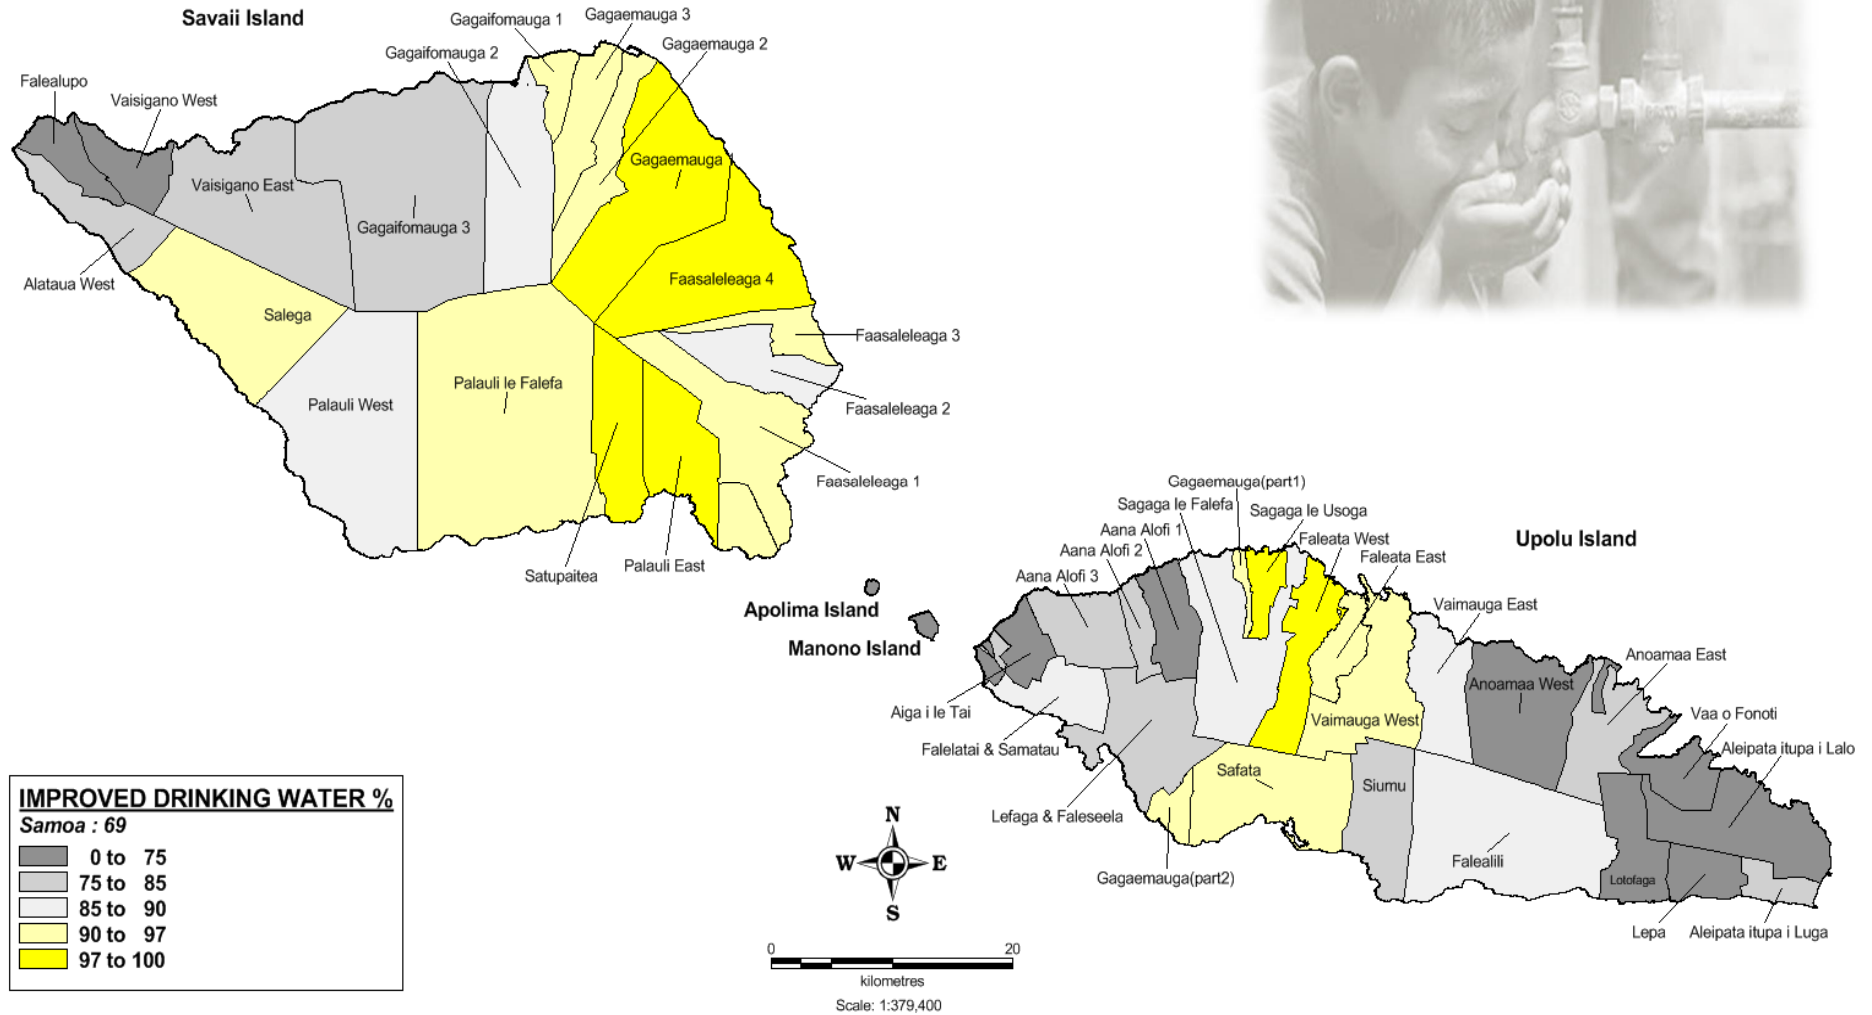 Savaii Island
Gagaifomauga 1
Gagaemauga 3
Gagaifomauga 2
Gagaemauga 2
Falealupo
Vaisigano West
Gagaemauga
Vaisigano East
Gagaifomauga 3
Alataua West
Faasaleleaga 4
Salega
Faasaleleaga 3
Palauli le Falefa
Palauli West
Faasaleleaga 2
Faasaleleaga 1
Satupaitea
Palauli East
Gagaemauga(part1)
Sagaga le Falefa
Sagaga le Usoga
Aana Alofi 1
Faleata West
Upolu Island
Aana Alofi 2
Faleata East
Aana Alofi 3
Apolima Island
Vaimauga East
Manono Island
Anoamaa East
Anoamaa West
Aiga i le Tai
Vaimauga West
Vaa o Fonoti
Falelatai & Samatau
Aleipata itupa i Lalo
Safata
Siumu
Lefaga & Faleseela
Falealili
Gagaemauga(part2)
Lotofaga
Lepa
Aleipata itupa i Luga
IMPROVED DRINKING WATER %
Samoa : 69
0 to 75
75 to 85
85 to 90
90 to 97
97 to 100
N
W E
S
0 20
kilometres
Scale: 1:379,400